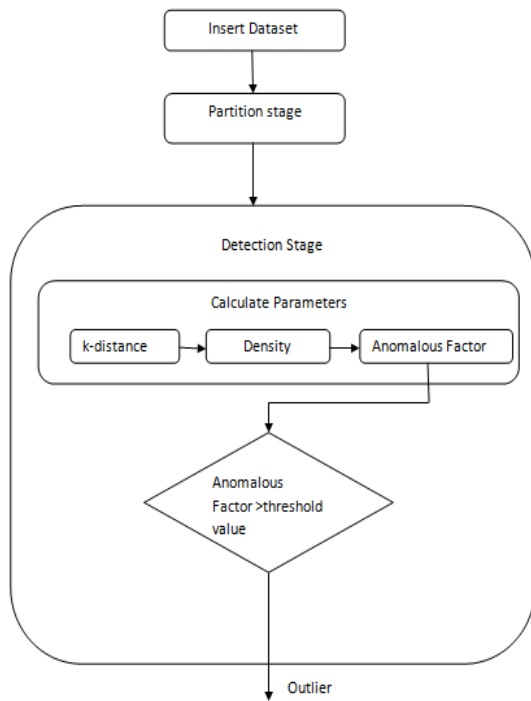 Insert Dataset
Partition stage
Detection Stage
Calculate Parameters
k-distance
Density
Anomalous Factor
Anomalous
Factor >threshold
value
Outlier